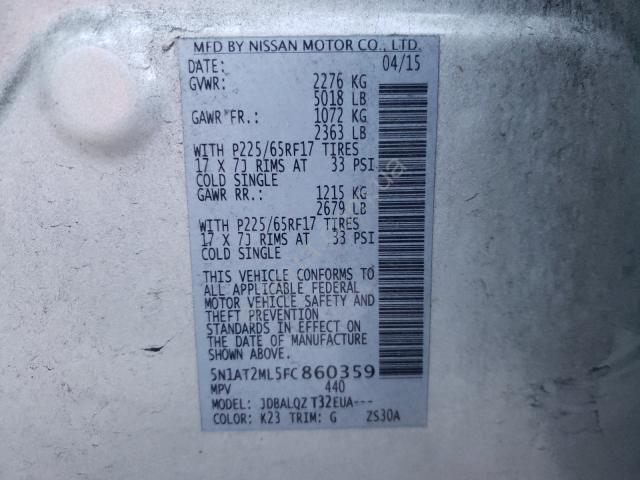 MFD BY NISSAN MOTOR CO., LTD.
DATE: 04/15
GVWR: 2276 KG
5018 LB
GAWR FR.: 1072 KG
2363 LB
WITH P225/65RF17 TIRES
17 X 7J RIMS AT 33 PSI
COLD SINGLE
GAWR RR.: 1215 KG
2679 LB
WITH P225/65RF17 TIRES
17 X 7J RIMS AT 33 PSI
COLD SINGLE
THIS VEHICLE CONFORMS TO
ALL APPLICABLE FEDERAL
MOTOR VEHICLE SAFETY AND
THEFT PREVENTION
STANDARDS IN EFFECT ON
THE DATE OF MANUFACTURE
SHOWN ABOVE.
5N1AT2ML5FC860359
MPV 440
MODEL: JDBALQZ T32EUA---
COLOR: K23 TRIM: G ZS30A